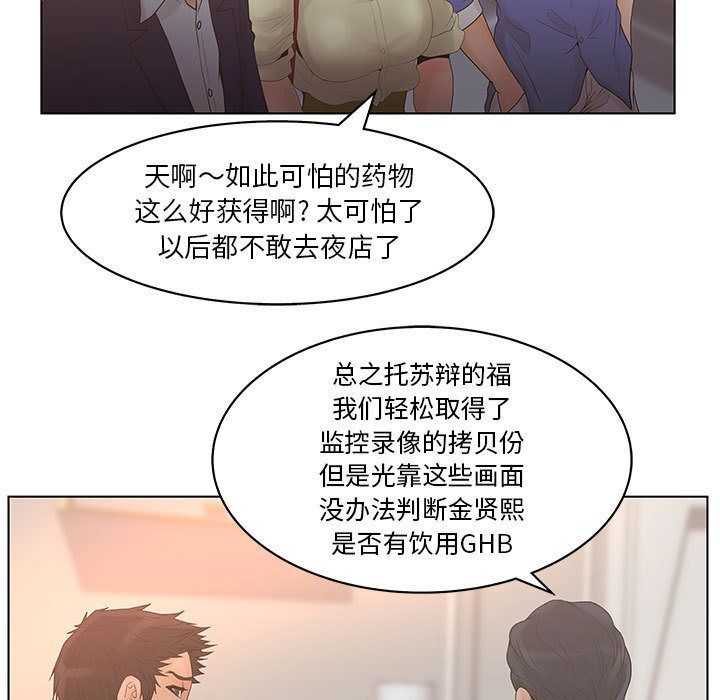 天啊～如此可怕的药物
这么好获得啊?太可怕了
以后都不敢去夜店了
总之托苏辩的福
我们轻松取得了
监控录像的拷贝份
但是光靠这些画面
没办法判断金贤熙
是否有饮用GHB